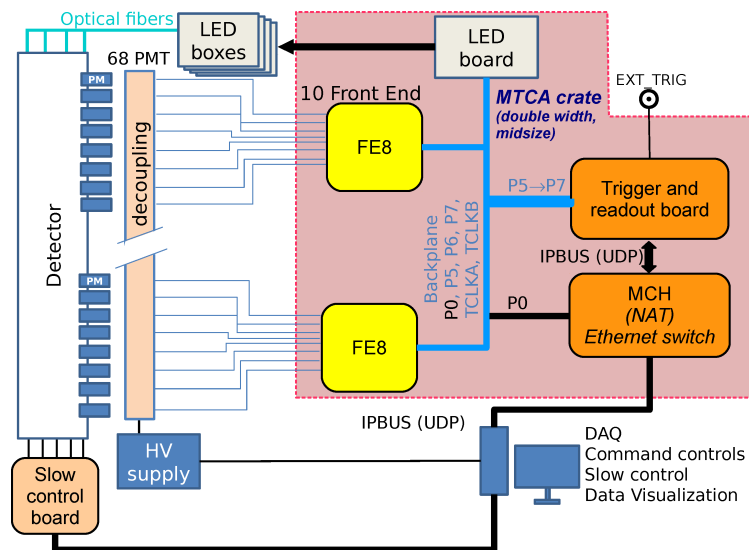 Optical fibers
LED
boxes
LED
board
68 PMT
PM
10 Front End
MTCA crate
(double width,
midsize)
EXT_TRIG
FE8
decoupling
Detector
P5→P7
Trigger and
readout board
Backplane
P0, P5, P6, P7,
TCLKA, TCLKB
IPBUS (UDP)
PM
P0
MCH
(NAT)
Ethernet switch
FE8
IPBUS (UDP)
HV
supply
DAQ
Command controls
Slow control
Data Visualization
Slow
control
board